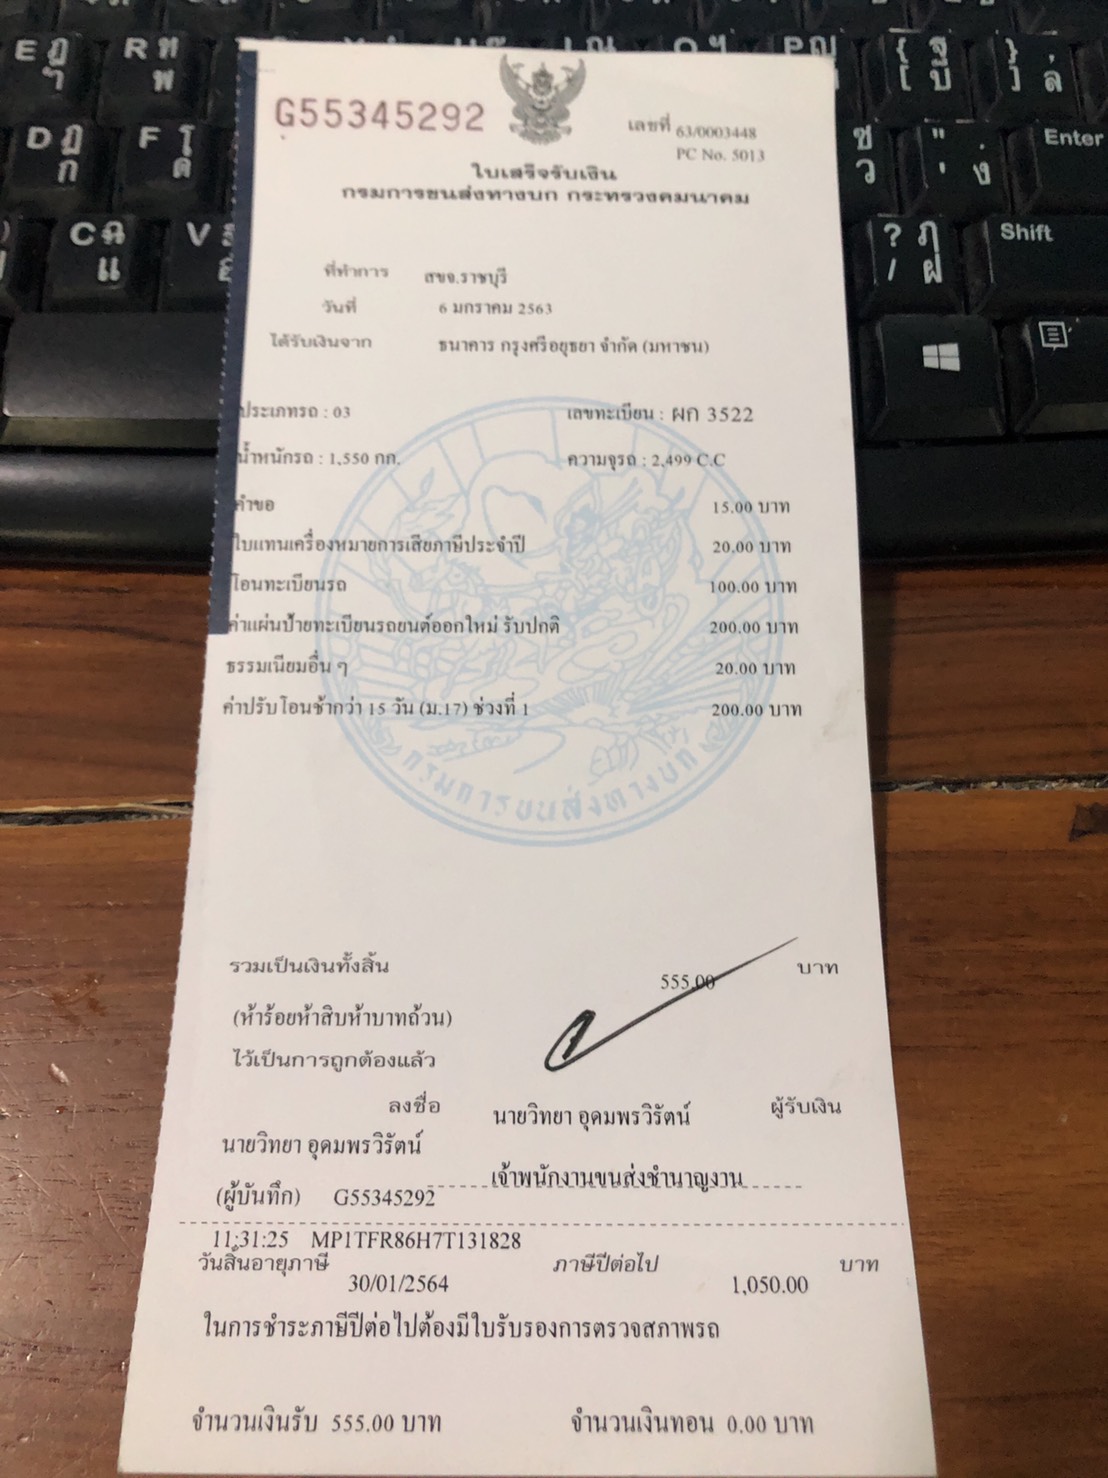 G55345292
เลขที่ 63/0003448
PC No. 5013
ใบเสร็จรับเงิน
กรมการขนส่งทางบก กระทรวงคมนาคม
ที่ทำการ สขจ.ราชบุรี
วันที่ 6 มกราคม 2563
ได้รับเงินจาก ธนาคาร กรุงศรีอยุธยา จำกัด (มหาชน)
ประเภทรถ : 03 เลขทะเบียน : ผก 3522
น้ำหนักรถ : 1,550 กก. ความจุรถ : 2,499 C.C
คำขอ 15.00 บาท
ใบแทนเครื่องหมายการเสียภาษีประจำปี 20.00 บาท
โอนทะเบียนรถ 100.00 บาท
ค่าแผ่นป้ายทะเบียนรถยนต์ออกใหม่ รับปกติ 200.00 บาท
ธรรมเนียมอื่น ๆ 20.00 บาท
ค่าปรับโอนช้ากว่า 15 วัน (ม.17) ช่วงที่ 1 200.00 บาท
กรมการขนส่งทางบก
รวมเป็นเงินทั้งสิ้น 555.00 บาท
(ห้าร้อยห้าสิบห้าบาทถ้วน)
ไว้เป็นการถูกต้องแล้ว
ลงชื่อ นายวิทยา อุดมพรวิรัตน์ ผู้รับเงิน
นายวิทยา อุดมพรวิรัตน์
เจ้าพนักงานขนส่งชำนาญงาน
(ผู้บันทึก) G55345292
11:31:25 MP1TFR86H7T131828
วันสิ้นอายุภาษี ภาษีปีต่อไป บาท
30/01/2564 1,050.00
ในการชำระภาษีปีต่อไปต้องมีใบรับรองการตรวจสภาพรถ
จำนวนเงินรับ 555.00 บาท จำนวนเงินทอน 0.00 บาท
E ฎ ำ
R ฑ พ
P ญ
{ [ ฐ บ
} ] ล
D ฏ ก
F โ ด
ซ ว
" ' ง
Enter
C ฉ แ
V
? / ฦ ฝ
Shift